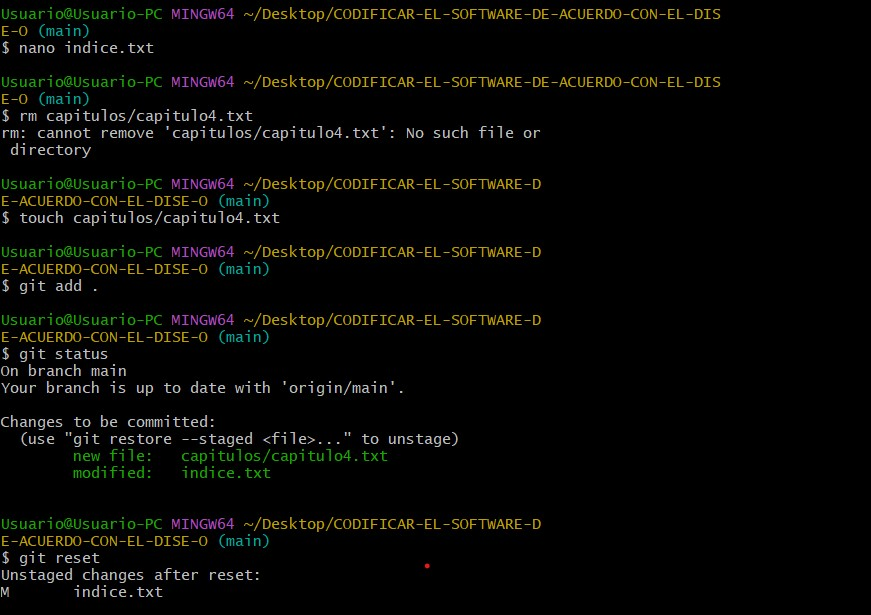 Usuario@Usuario-PC MINGW64 ~/Desktop/CODIFICAR-EL-SOFTWARE-DE-ACUERDO-CON-EL-DIS
E-O (main)
$ nano indice.txt
Usuario@Usuario-PC MINGW64 ~/Desktop/CODIFICAR-EL-SOFTWARE-DE-ACUERDO-CON-EL-DIS
E-O (main)
$ rm capitulos/capitulo4.txt
rm: cannot remove 'capitulos/capitulo4.txt': No such file or
 directory
Usuario@Usuario-PC MINGW64 ~/Desktop/CODIFICAR-EL-SOFTWARE-D
E-ACUERDO-CON-EL-DISE-O (main)
$ touch capitulos/capitulo4.txt
Usuario@Usuario-PC MINGW64 ~/Desktop/CODIFICAR-EL-SOFTWARE-D
E-ACUERDO-CON-EL-DISE-O (main)
$ git add .
Usuario@Usuario-PC MINGW64 ~/Desktop/CODIFICAR-EL-SOFTWARE-D
E-ACUERDO-CON-EL-DISE-O (main)
$ git status
On branch main
Your branch is up to date with 'origin/main'.
Changes to be committed:
  (use "git restore --staged <file>..." to unstage)
        new file:   capitulos/capitulo4.txt
        modified:   indice.txt
Usuario@Usuario-PC MINGW64 ~/Desktop/CODIFICAR-EL-SOFTWARE-D
E-ACUERDO-CON-EL-DISE-O (main)
$ git reset
Unstaged changes after reset:
M       indice.txt